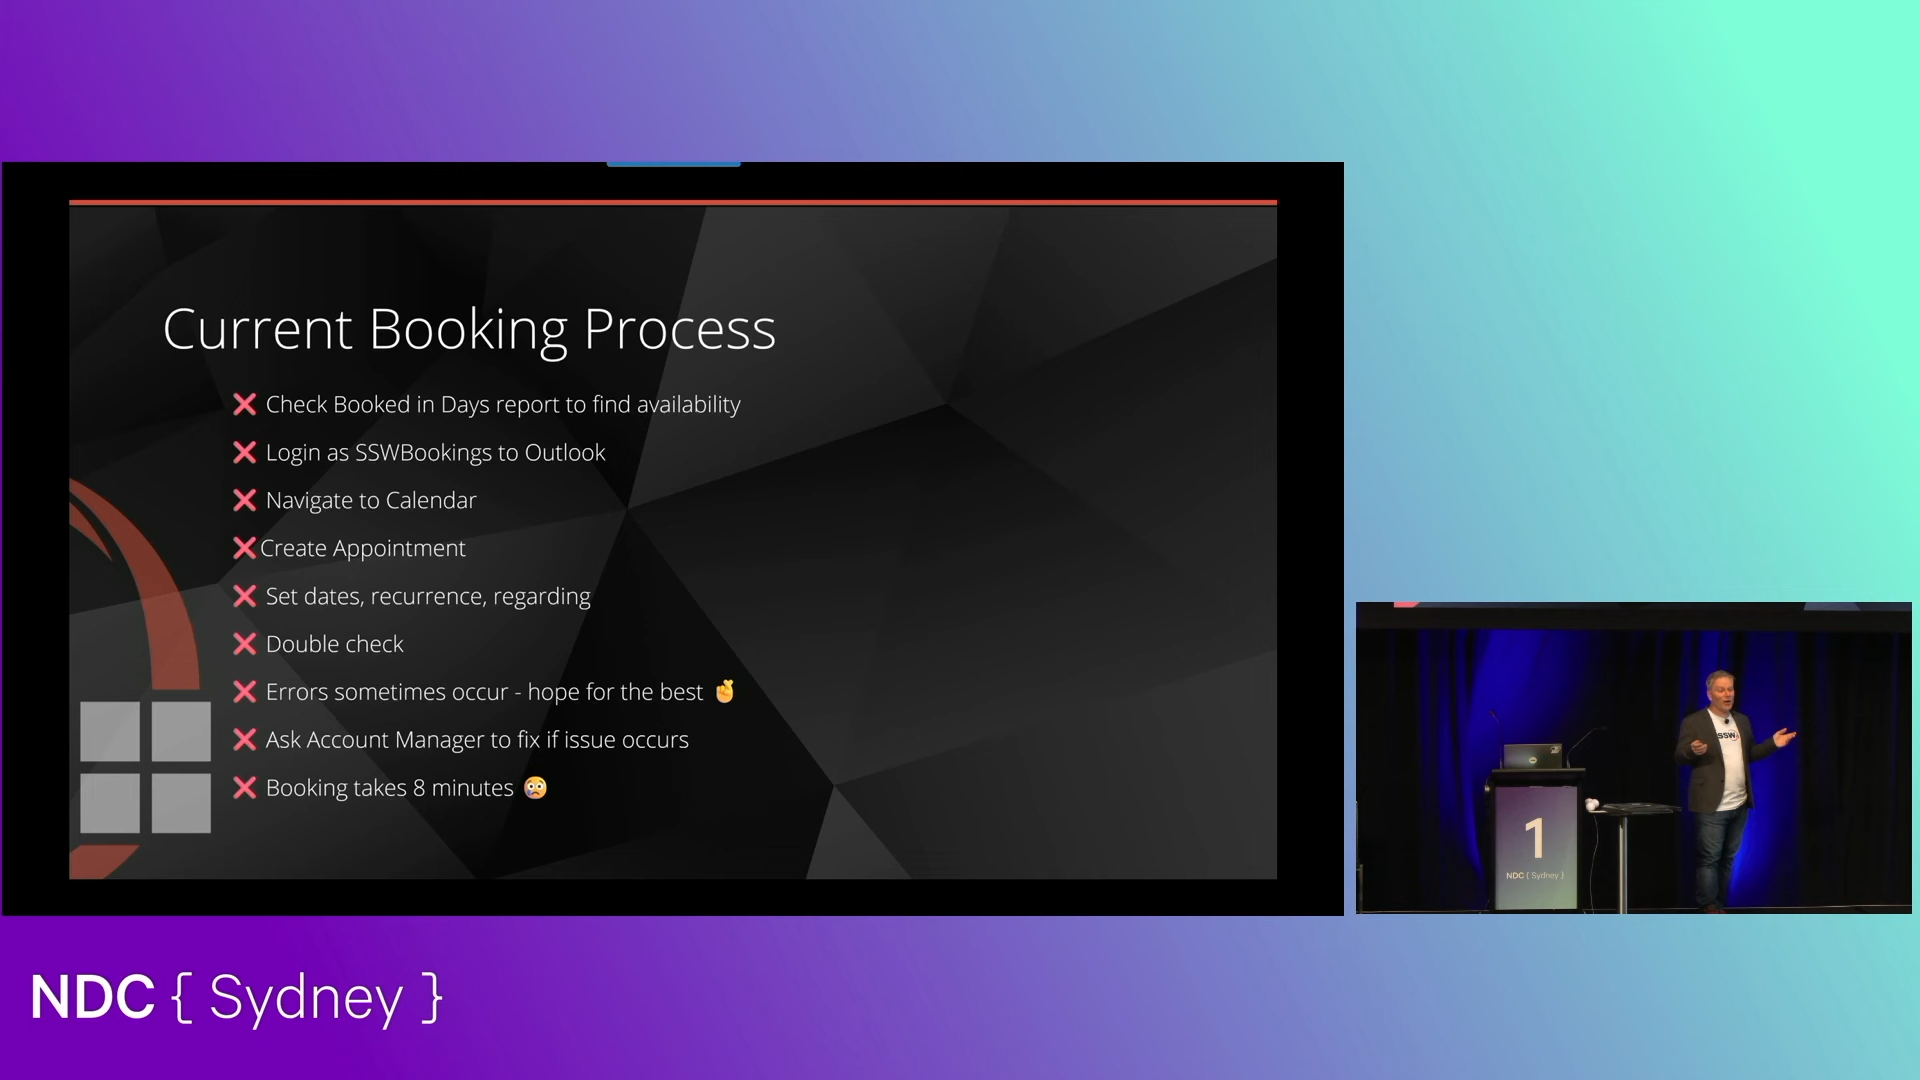 Current Booking Process
❌ Check Booked in Days report to find availability
❌ Login as SSWBookings to Outlook
❌ Navigate to Calendar
❌ Create Appointment
❌ Set dates, recurrence, regarding
❌ Double check
❌ Errors sometimes occur - hope for the best 🫰
❌ Ask Account Manager to fix if issue occurs
❌ Booking takes 8 minutes 😢
SSW
1
NDC { Sydney }
NDC { Sydney }